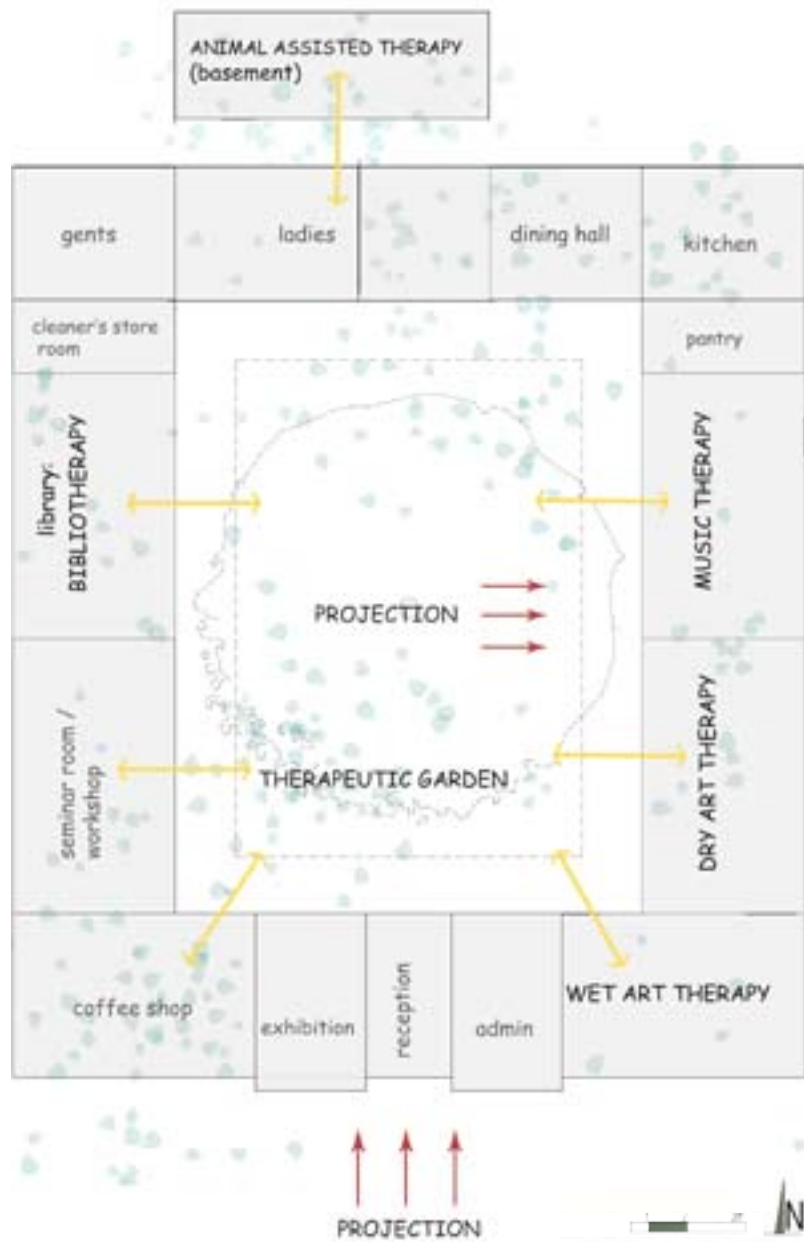 ANIMAL ASSISTED THERAPY
(basement)
gents
ladies
dining hall
kitchen
cleaner's store
room
pantry
library:
BIBLIOTHERAPY
MUSIC THERAPY
PROJECTION
seminar room /
workshop
THERAPEUTIC GARDEN
DRY ART THERAPY
coffee shop
exhibition
reception
admin
WET ART THERAPY
PROJECTION
N